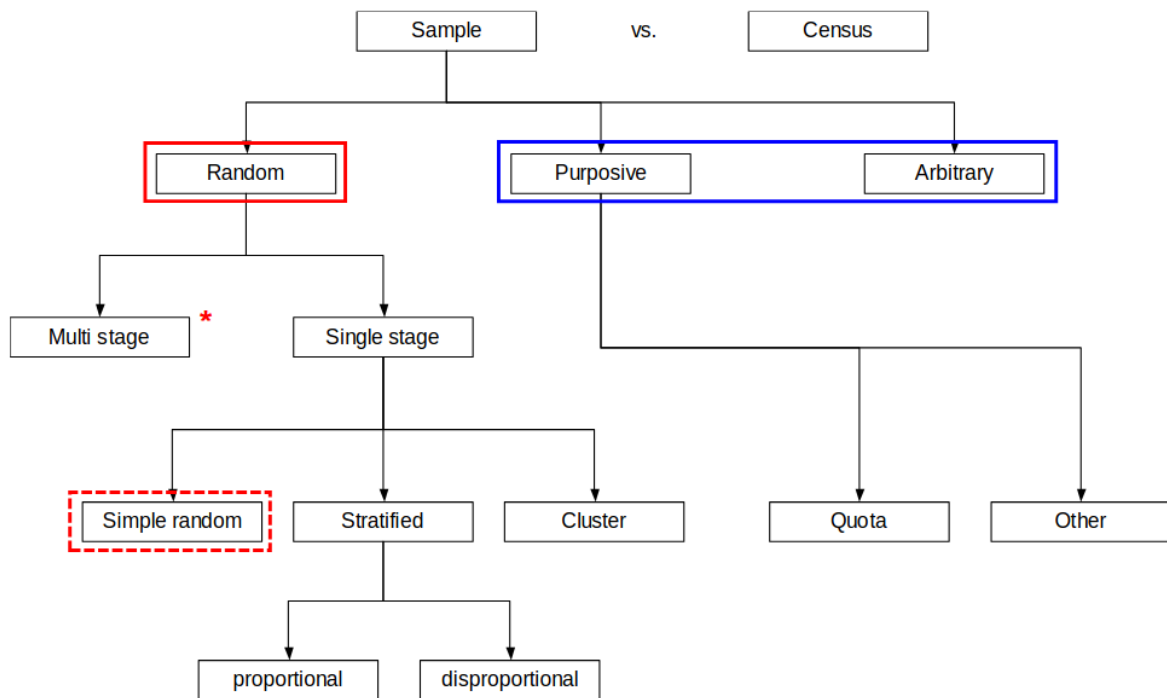 Sample vs. Census
Random Purposive Arbitrary
Multi stage * Single stage
Simple random Stratified Cluster Quota Other
proportional disproportional